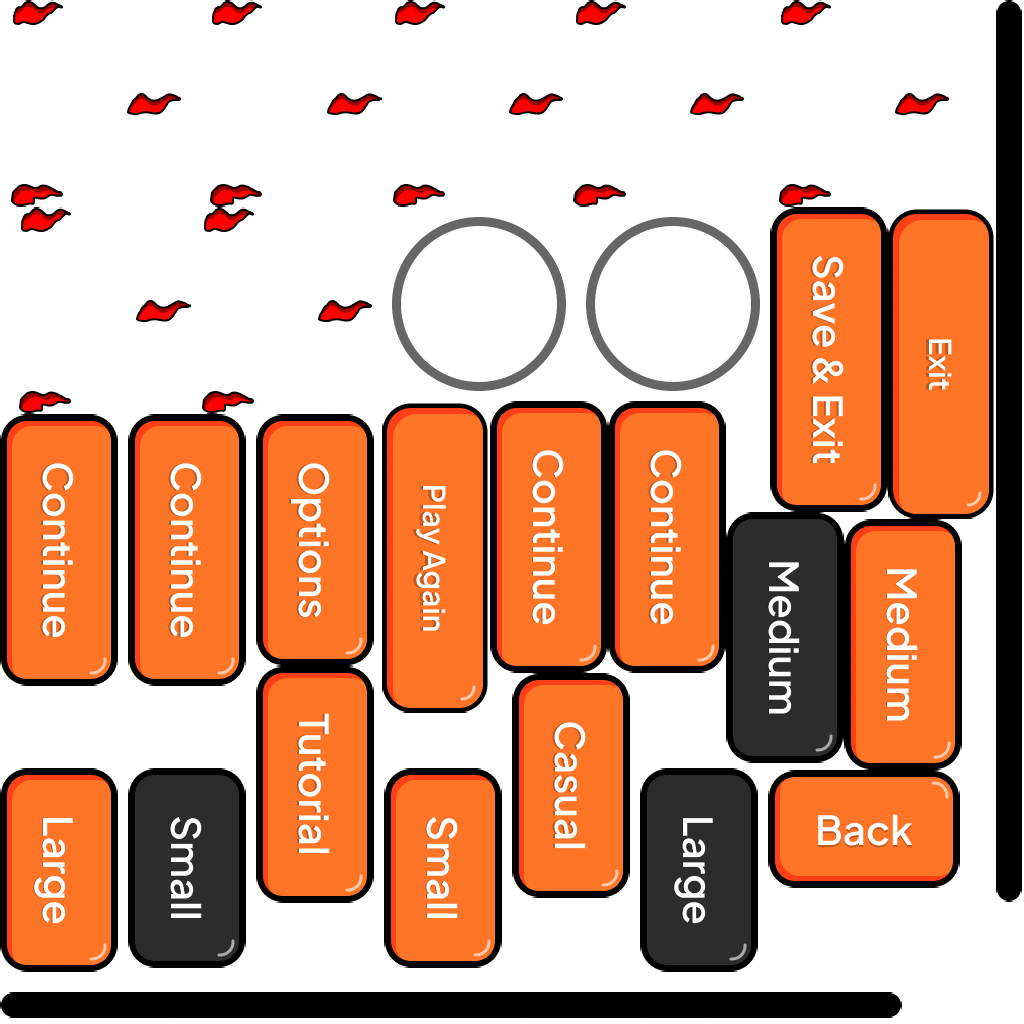 Save & Exit
Exit
Continue
Continue
Options
Play Again
Continue
Continue
Medium
Medium
Tutorial
Casual
Large
Small
Small
Large
Back